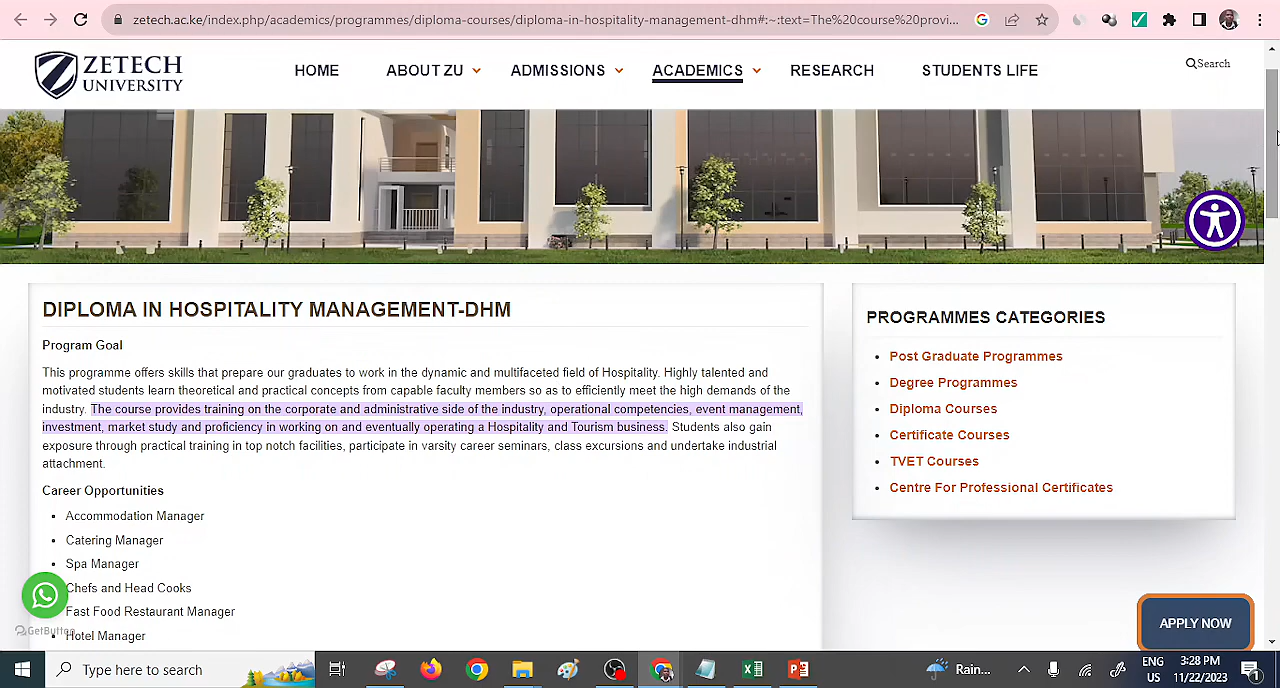 zetech.ac.ke/index.php/academics/programmes/diploma-courses/diploma-in-hospitality-management-dhm#:~:text=The%20course%20provi...
ZETECH
UNIVERSITY
HOME
ABOUT ZU
ADMISSIONS
ACADEMICS
RESEARCH
STUDENTS LIFE
Search
DIPLOMA IN HOSPITALITY MANAGEMENT-DHM
Program Goal
This programme offers skills that prepare our graduates to work in the dynamic and multifaceted field of Hospitality. Highly talented and
motivated students learn theoretical and practical concepts from capable faculty members so as to efficiently meet the high demands of the
industry. The course provides training on the corporate and administrative side of the industry, operational competencies, event management,
investment, market study and proficiency in working on and eventually operating a Hospitality and Tourism business. Students also gain
exposure through practical training in top notch facilities, participate in varsity career seminars, class excursions and undertake industrial
attachment.
Career Opportunities
Accommodation Manager
Catering Manager
Spa Manager
Chefs and Head Cooks
Fast Food Restaurant Manager
Hotel Manager
GetButton
PROGRAMMES CATEGORIES
Post Graduate Programmes
Degree Programmes
Diploma Courses
Certificate Courses
TVET Courses
Centre For Professional Certificates
APPLY NOW
Type here to search
Rain...
ENG
US
3:28 PM
11/22/2023
1